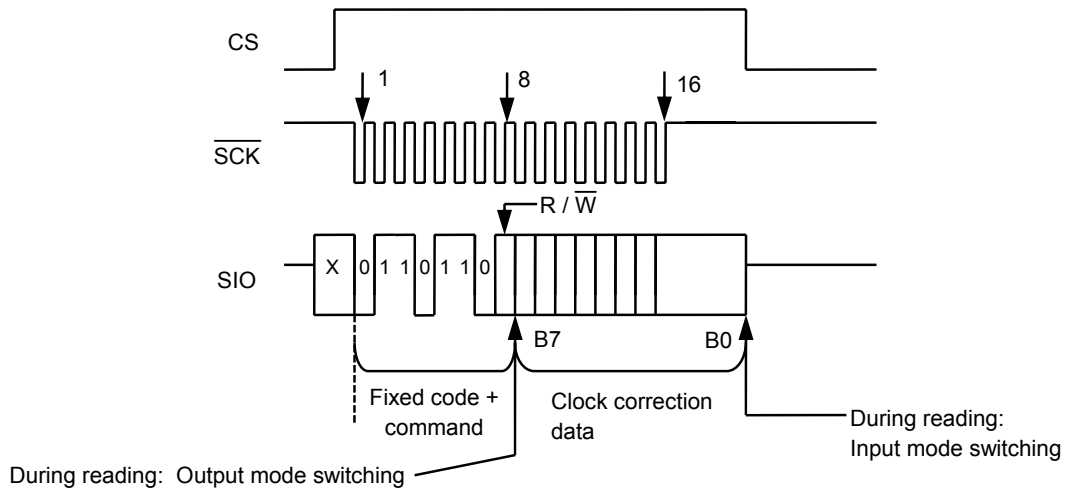 CS
1
8
16
SCK
R / W
SIO
X 0 1 1 0 1 1 0
B7
B0
Fixed code +
command
Clock correction
data
During reading:
Input mode switching
During reading: Output mode switching